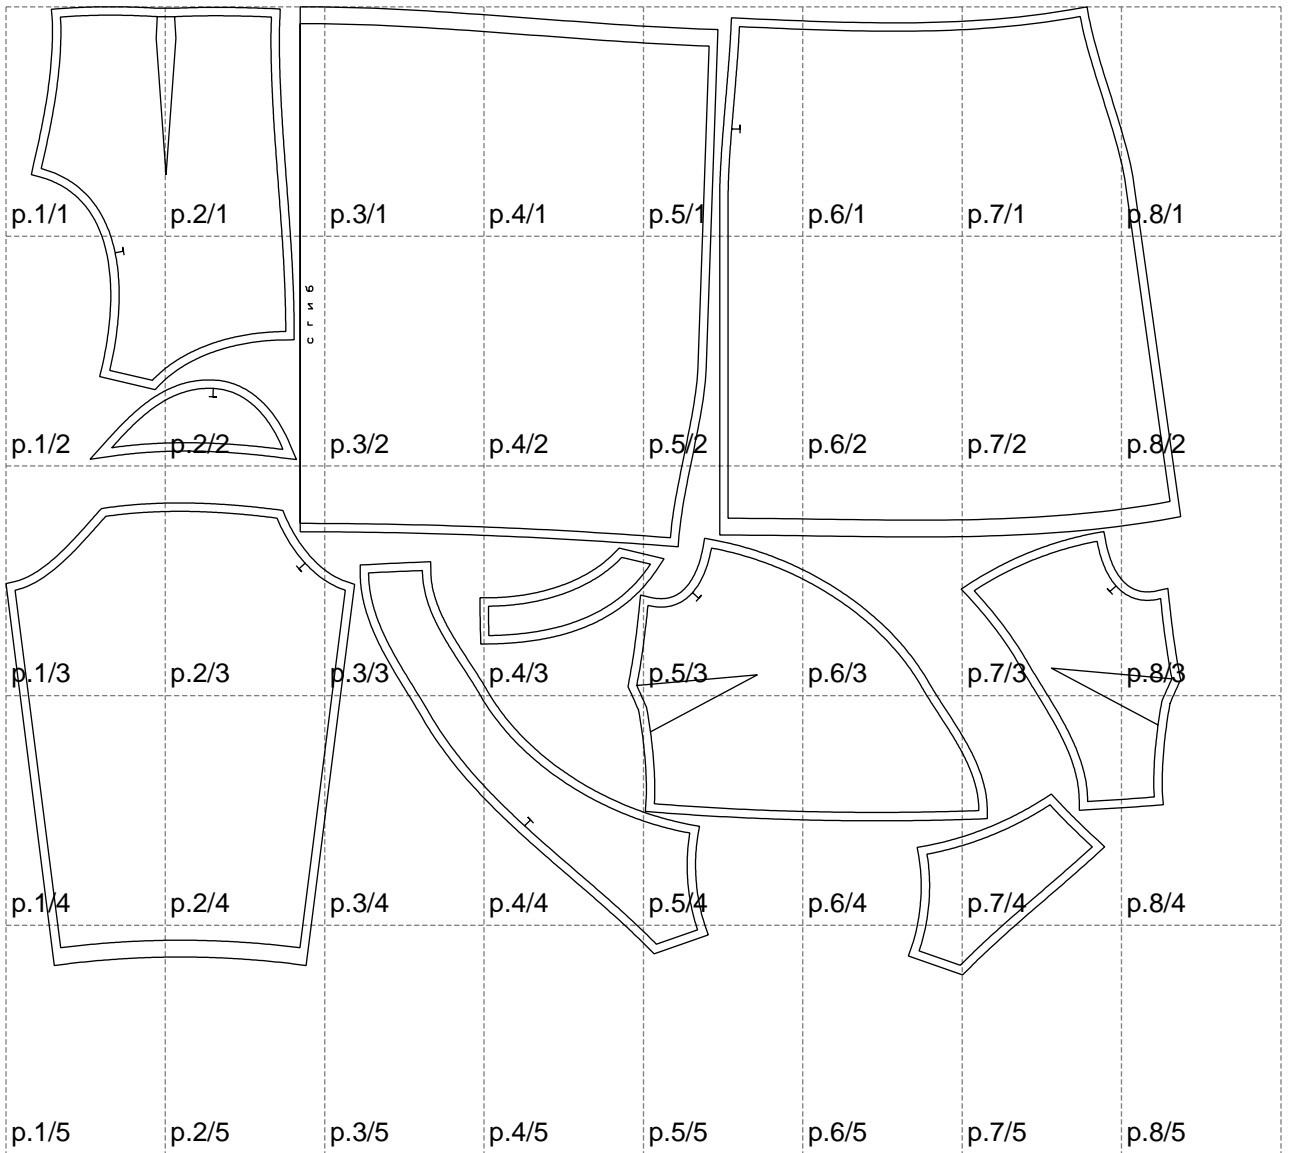 p.1/1 p.2/1 p.3/1 p.4/1 p.5/1 p.6/1 p.7/1 p.8/1
сгиб
p.1/2 p.2/2 p.3/2 p.4/2 p.5/2 p.6/2 p.7/2 p.8/2
p.1/3 p.2/3 p.3/3 p.4/3 p.5/3 p.6/3 p.7/3 p.8/3
p.1/4 p.2/4 p.3/4 p.4/4 p.5/4 p.6/4 p.7/4 p.8/4
p.1/5 p.2/5 p.3/5 p.4/5 p.5/5 p.6/5 p.7/5 p.8/5